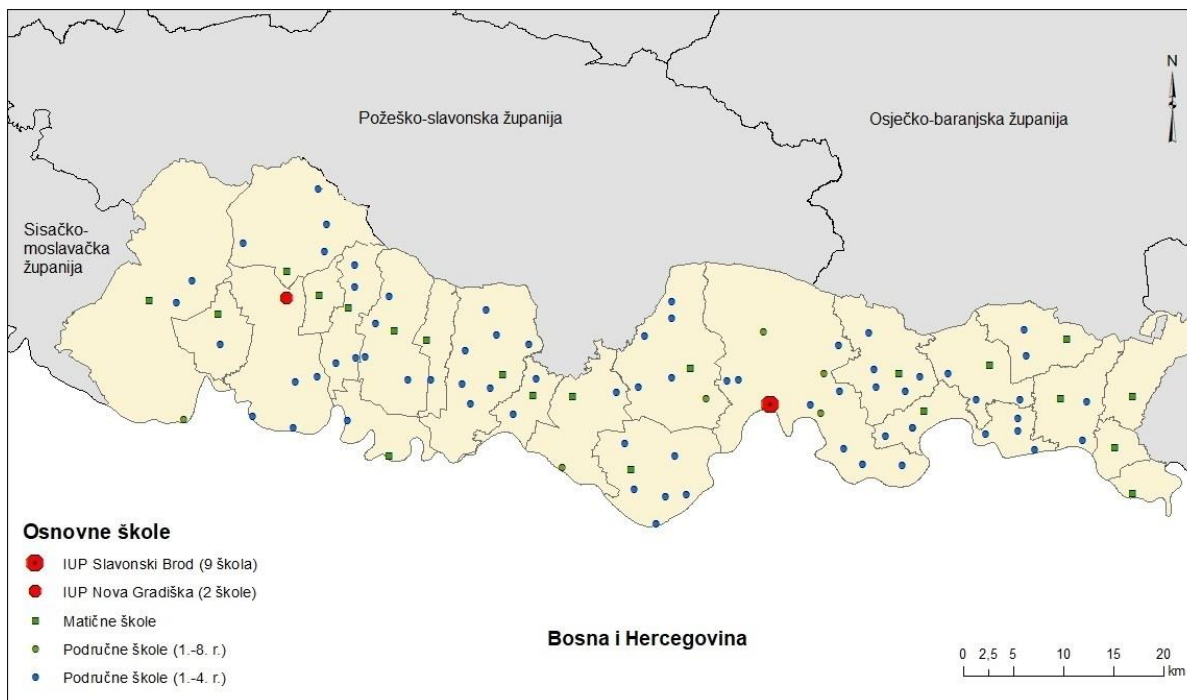 N
Požeško-slavonska županija
Osječko-baranjska županija
Sisačko-
moslavačka
županija
Osnovne škole
IUP Slavonski Brod (9 škola)
IUP Nova Gradiška (2 škole)
Matične škole
Područne škole (1.-8. r.)
Područne škole (1.-4. r.)
Bosna i Hercegovina
0 2,5 5 10 15 20
km